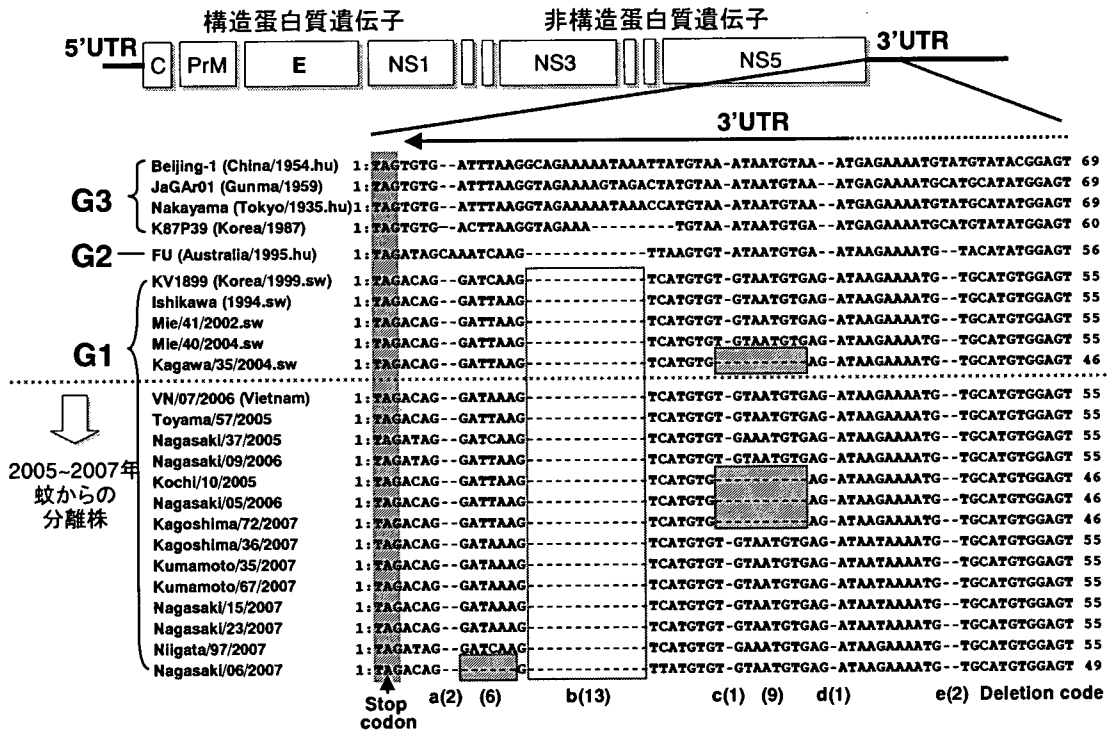 構造蛋白質遺伝子 非構造蛋白質遺伝子
5'UTR C PrM E NS1 NS3 NS5 3'UTR
3'UTR
G3
Beijing-1 (China/1954.hu) 1:TAGTGTG--ATTTAAGGCAGAAAAATAAATTATGTAA-ATAATGTAA--ATGAGAAAATGTATGTATACGGAGT 69
JaGAr01 (Gunma/1959) 1:TAGTGTG--ATTTAAGGTAGAAAAGTAGACTATGTAA-ATAATGTAA--ATGAGAAAATGCATGCATATGGAGT 69
Nakayama (Tokyo/1935.hu) 1:TAGTGTG--ATTTAAGGTAGAAAAATAAACCATGTAA-ATAATGTAA--ATGAGAAAATGCATGCATATGGAGT 69
K87P39 (Korea/1987) 1:TAGTGTG--ACTTAAGGTAGAAA---------TGTAA-ATAATGTGA--ATGAGAAAATGCATGTATATGGAGT 60
G2
FU (Australia/1995.hu) 1:TAGATAGCAAATCAAG-------------TTAAGTGT-ATAATGTGAA-ATAAGAAAATG--TACATATGGAGT 56
G1
KV1899 (Korea/1999.sw) 1:TAGACAG--GATCAAG-------------TCATGTGT-GTAATGTGAG-ATAAGAAAATG--TGCATGTGGAGT 55
Ishikawa (1994.sw) 1:TAGACAG--GATTAAG-------------TCATGTGT-GTAATGTGAG-ATAAGAAAATG--TGCATGTGGAGT 55
Mie/41/2002.sw 1:TAGACAG--GATTAAG-------------TCATGTGT-GTAATGTGAG-ATAAGAAAATG--TGCATGTGGAGT 55
Mie/40/2004.sw 1:TAGACAG--GATTAAG-------------TCATGTGT-GTAATGTGAG-ATAAGAAAATG--TGCATGTGGAGT 55
Kagawa/35/2004.sw 1:TAGACAG--GATTAAG-------------TCATGTG----------AG-ATAAGAAAATG--TGCATGTGGAGT 46
2005~2007年
蚊からの
分離株
VN/07/2006 (Vietnam) 1:TAGACAG--GATAAAG-------------TCATGTGT-GTAATGTGAG-ATAAGAAAATG--TGCATGTGGAGT 55
Toyama/57/2005 1:TAGACAG--GATTAAG-------------TCATGTGT-GTAATGTGAG-ATAAGAAAATG--TGCATGTGGAGT 55
Nagasaki/37/2005 1:TAGATAG--GATCAAG-------------TCATGTGT-GAAATGTGAG-ATAAGAAAATG--TGCATGTGGAGT 55
Nagasaki/09/2006 1:TAGATAG--GATTAAG-------------TCATGTGT-GTAATGTGAG-ATAAGAAAATG--TGCATGTGGAGT 55
Kochi/10/2005 1:TAGACAG--GATTAAG-------------TCATGTG----------AG-ATAAGAAAATG--TGCATGTGGAGT 46
Nagasaki/05/2006 1:TAGACAG--GATTAAG-------------TCATGTG----------AG-ATAAGAAAATG--TGCATGTGGAGT 46
Kagoshima/72/2007 1:TAGACAG--GATTAAG-------------TCATGTG----------AG-ATAAGAAAATG--TGCATGTGGAGT 46
Kagoshima/36/2007 1:TAGACAG--GATAAAG-------------TCATGTGT-GTAATGTGAG-ATAAGAAAATG--TGCATGTGGAGT 55
Kumamoto/35/2007 1:TAGACAG--GATAAAG-------------TCATGTGT-GTAATGTGAG-ATAAGAAAATG--TGCATGTGGAGT 55
Kumamoto/67/2007 1:TAGACAG--GATAAAG-------------TCATGTGT-GTAATGTGAG-ATAAGAAAATG--TGCATGTGGAGT 55
Nagasaki/15/2007 1:TAGACAG--GATAAAG-------------TCATGTGT-GTAATGTGAG-ATAATAAAATG--TGCATGTGGAGT 55
Nagasaki/23/2007 1:TAGACAG--GATAAAG-------------TCATGTGT-GTAATGTGAG-ATAATAAAATG--TGCATGTGGAGT 55
Niigata/97/2007 1:TAGATAG--GATCAAG-------------TCATGTGT-GAAATGTGAG-ATAAGAAAATG--TGCATGTGGAGT 55
Nagasaki/06/2007 1:TAGACAG--------G-------------TTATGTGT-GTAATGTGAG-ATAAGAAAATG--TGCATGTGGAGT 49
Stop
codon
a(2) (6) b(13) c(1) (9) d(1) e(2) Deletion code